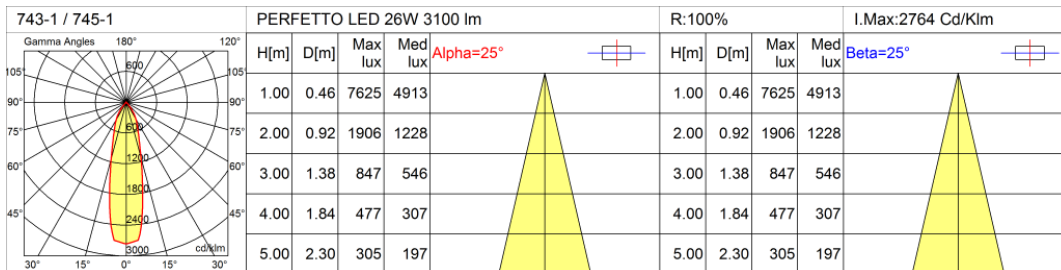 743-1 / 745-1 PERFETTO LED 26W 3100 lm R:100% I.Max:2764 Cd/Klm
Gamma Angles 180° 120°
105° 105
90° 90°
75° 75°
60° 60°
45° 45°
30° 15° 0° 15° 30°
600
600
1200
1800
2400
3000 cd/klm
H[m] D[m] Max lux Med lux Alpha=25°
1.00 0.46 7625 4913
2.00 0.92 1906 1228
3.00 1.38 847 546
4.00 1.84 477 307
5.00 2.30 305 197
H[m] D[m] Max lux Med lux Beta=25°
1.00 0.46 7625 4913
2.00 0.92 1906 1228
3.00 1.38 847 546
4.00 1.84 477 307
5.00 2.30 305 197